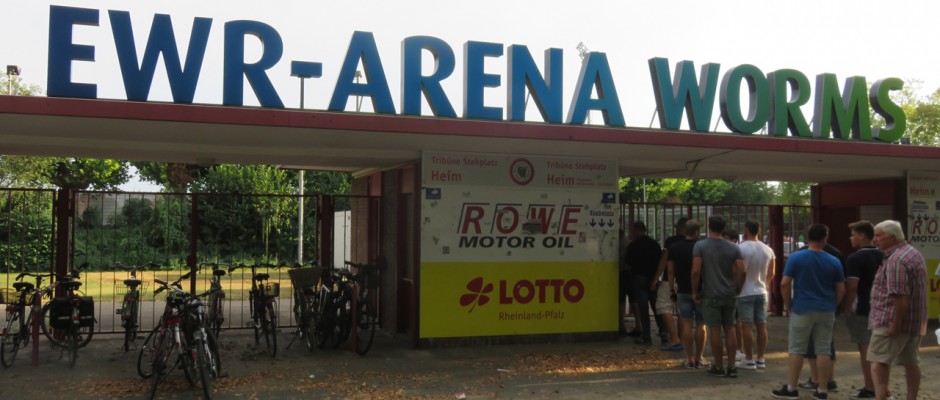 EWR-ARENA WORMS
Tribüne Stehplatz
Heim
Tribüne Stehplatz
Heim
ROWE
MOTOR OIL
LOTTO
Rheinland-Pfalz